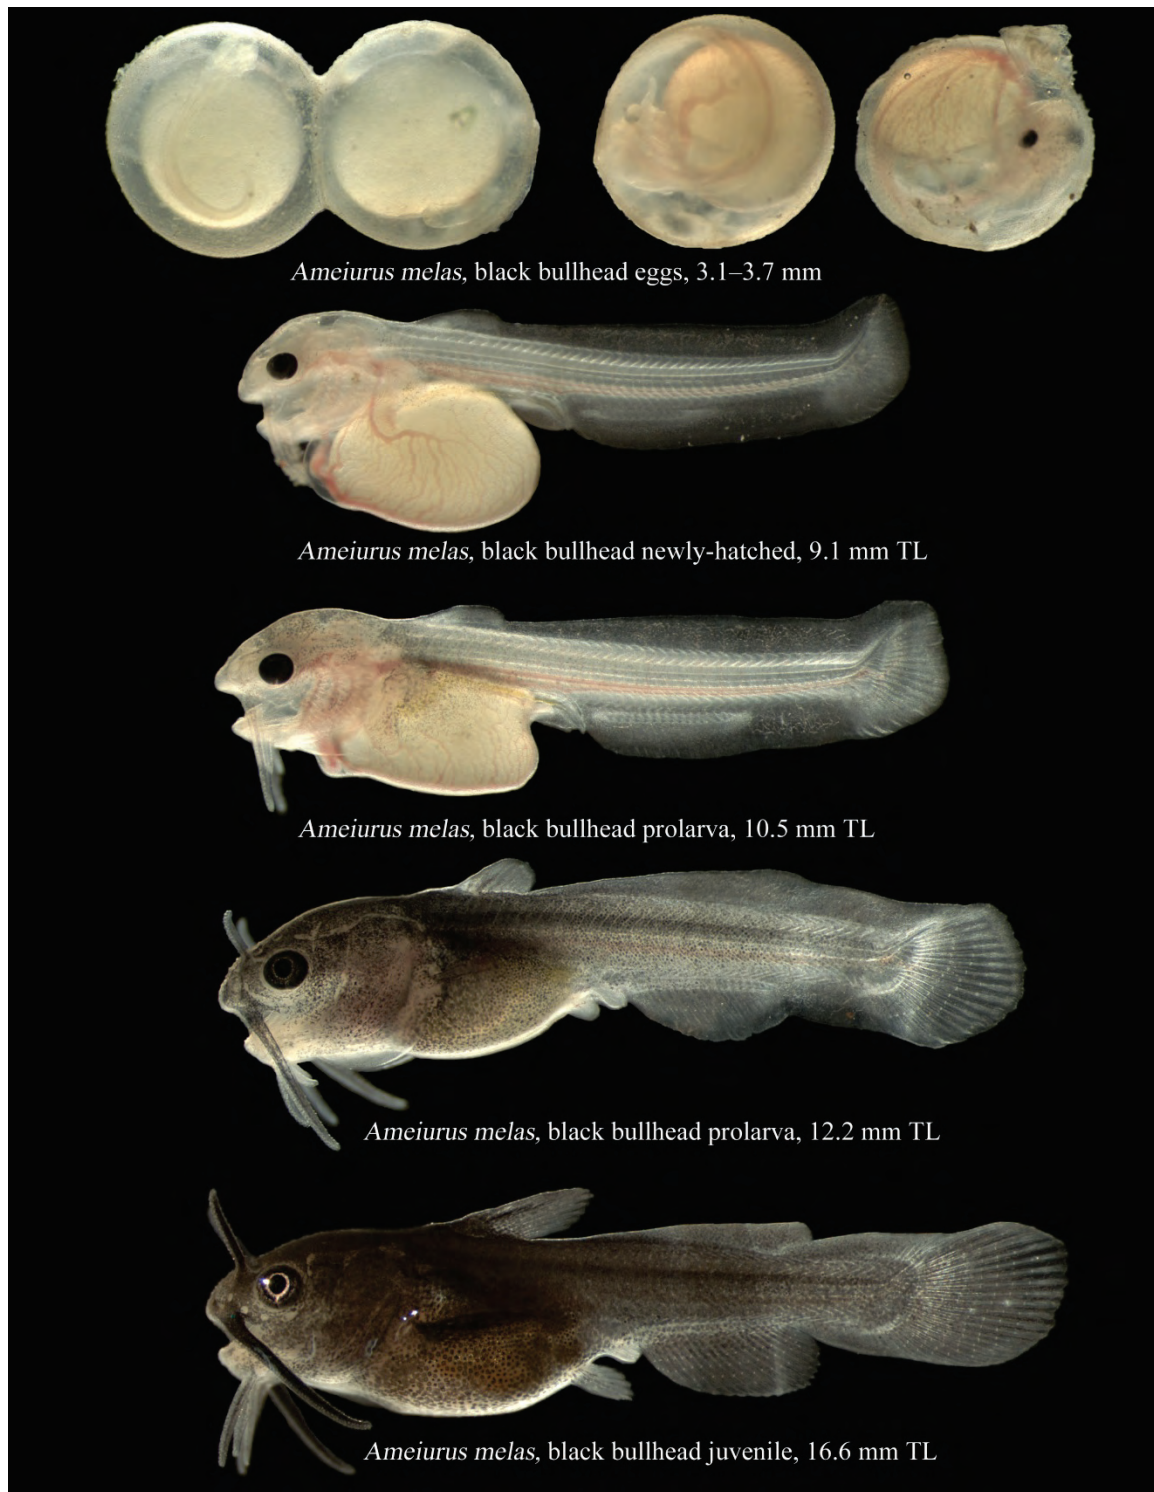 Ameiurus melas, black bullhead eggs, 3.1–3.7 mm
Ameiurus melas, black bullhead newly-hatched, 9.1 mm TL
Ameiurus melas, black bullhead prolarva, 10.5 mm TL
Ameiurus melas, black bullhead prolarva, 12.2 mm TL
Ameiurus melas, black bullhead juvenile, 16.6 mm TL